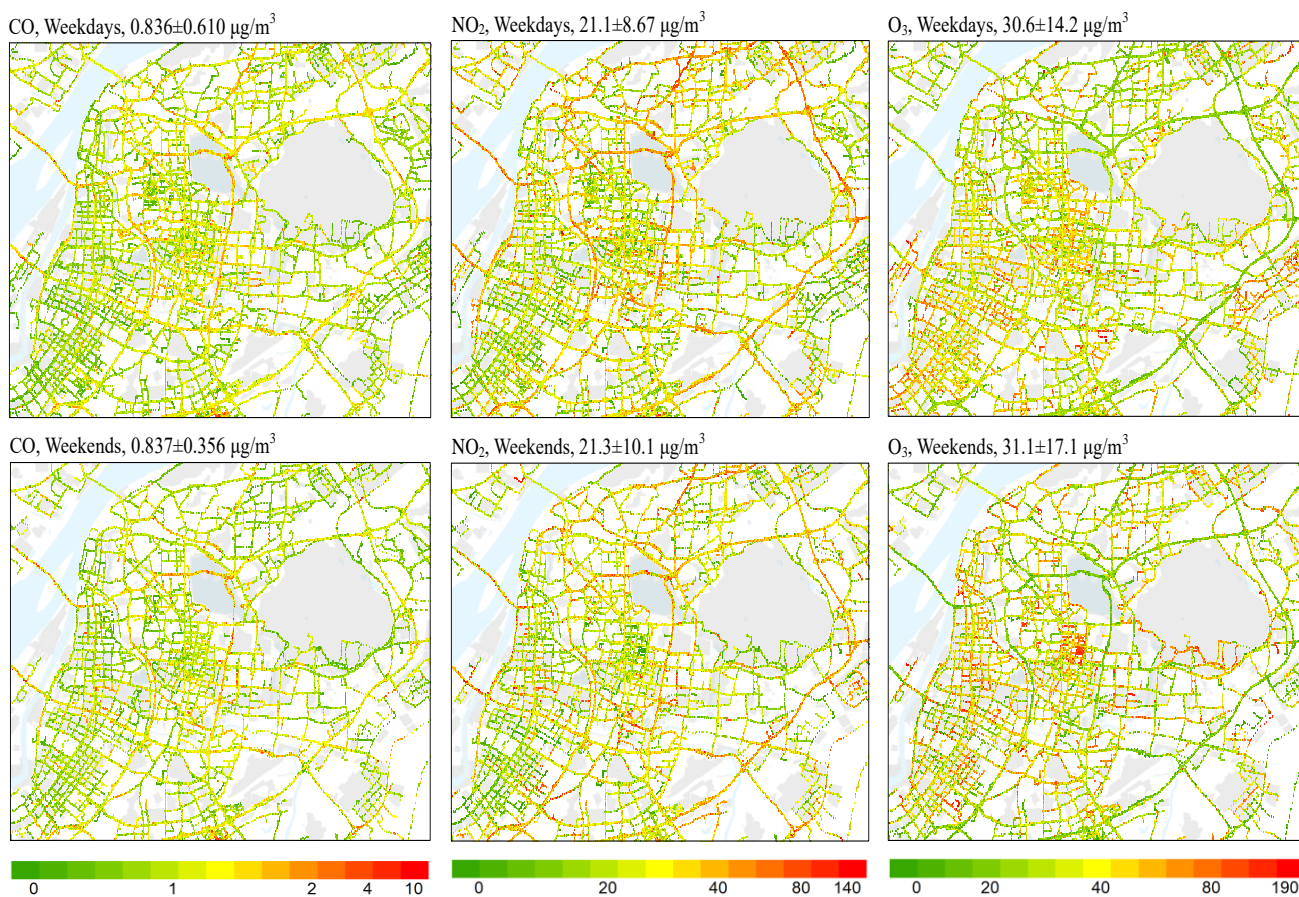 CO, Weekdays, 0.836±0.610 μg/m³
NO₂, Weekdays, 21.1±8.67 μg/m³
O₃, Weekdays, 30.6±14.2 μg/m³
CO, Weekends, 0.837±0.356 μg/m³
NO₂, Weekends, 21.3±10.1 μg/m³
O₃, Weekends, 31.1±17.1 μg/m³
0 1 2 4 10
0 20 40 80 140
0 20 40 80 190